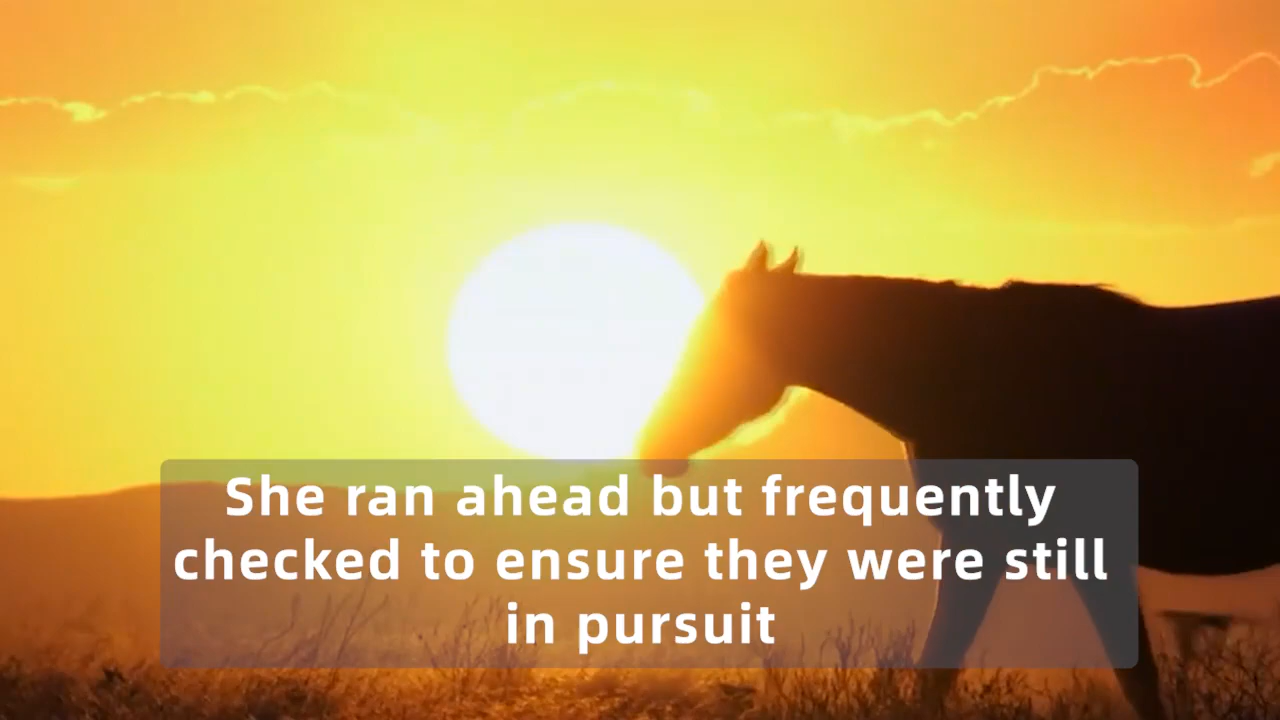 She ran ahead but frequently
checked to ensure they were still
in pursuit